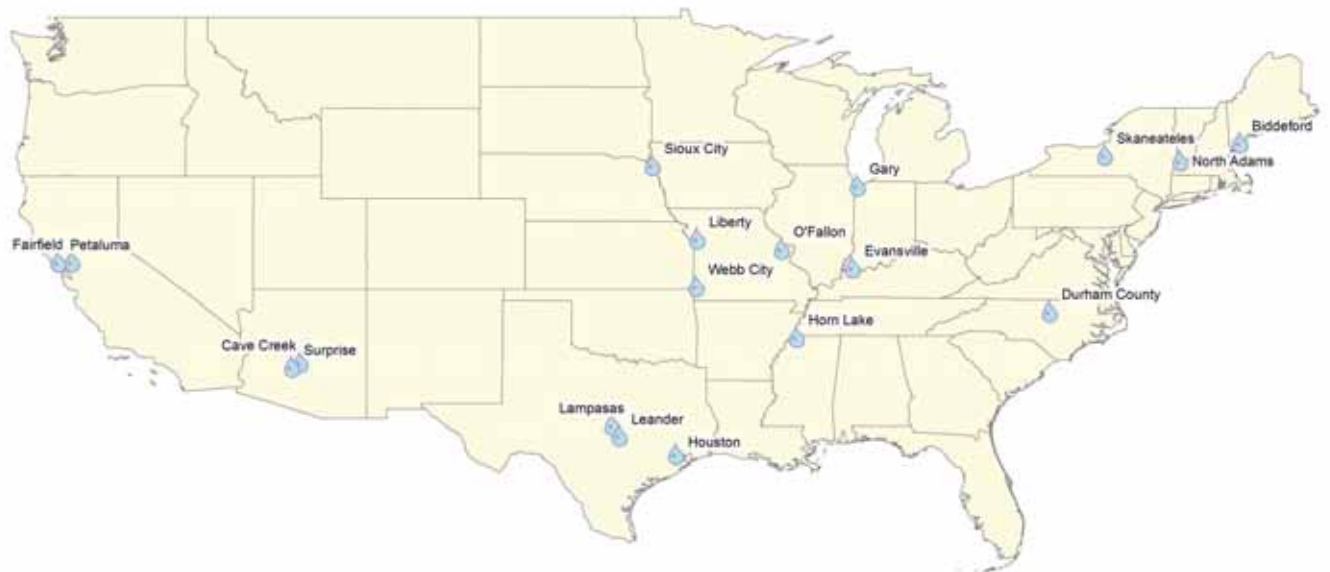 Biddeford
Skaneateles
Sioux City
North Adams
Gary
Liberty
O'Fallon
Fairfield Petaluma
Evansville
Webb City
Durham County
Horn Lake
Cave Creek
Surprise
Lampasas
Leander
Houston